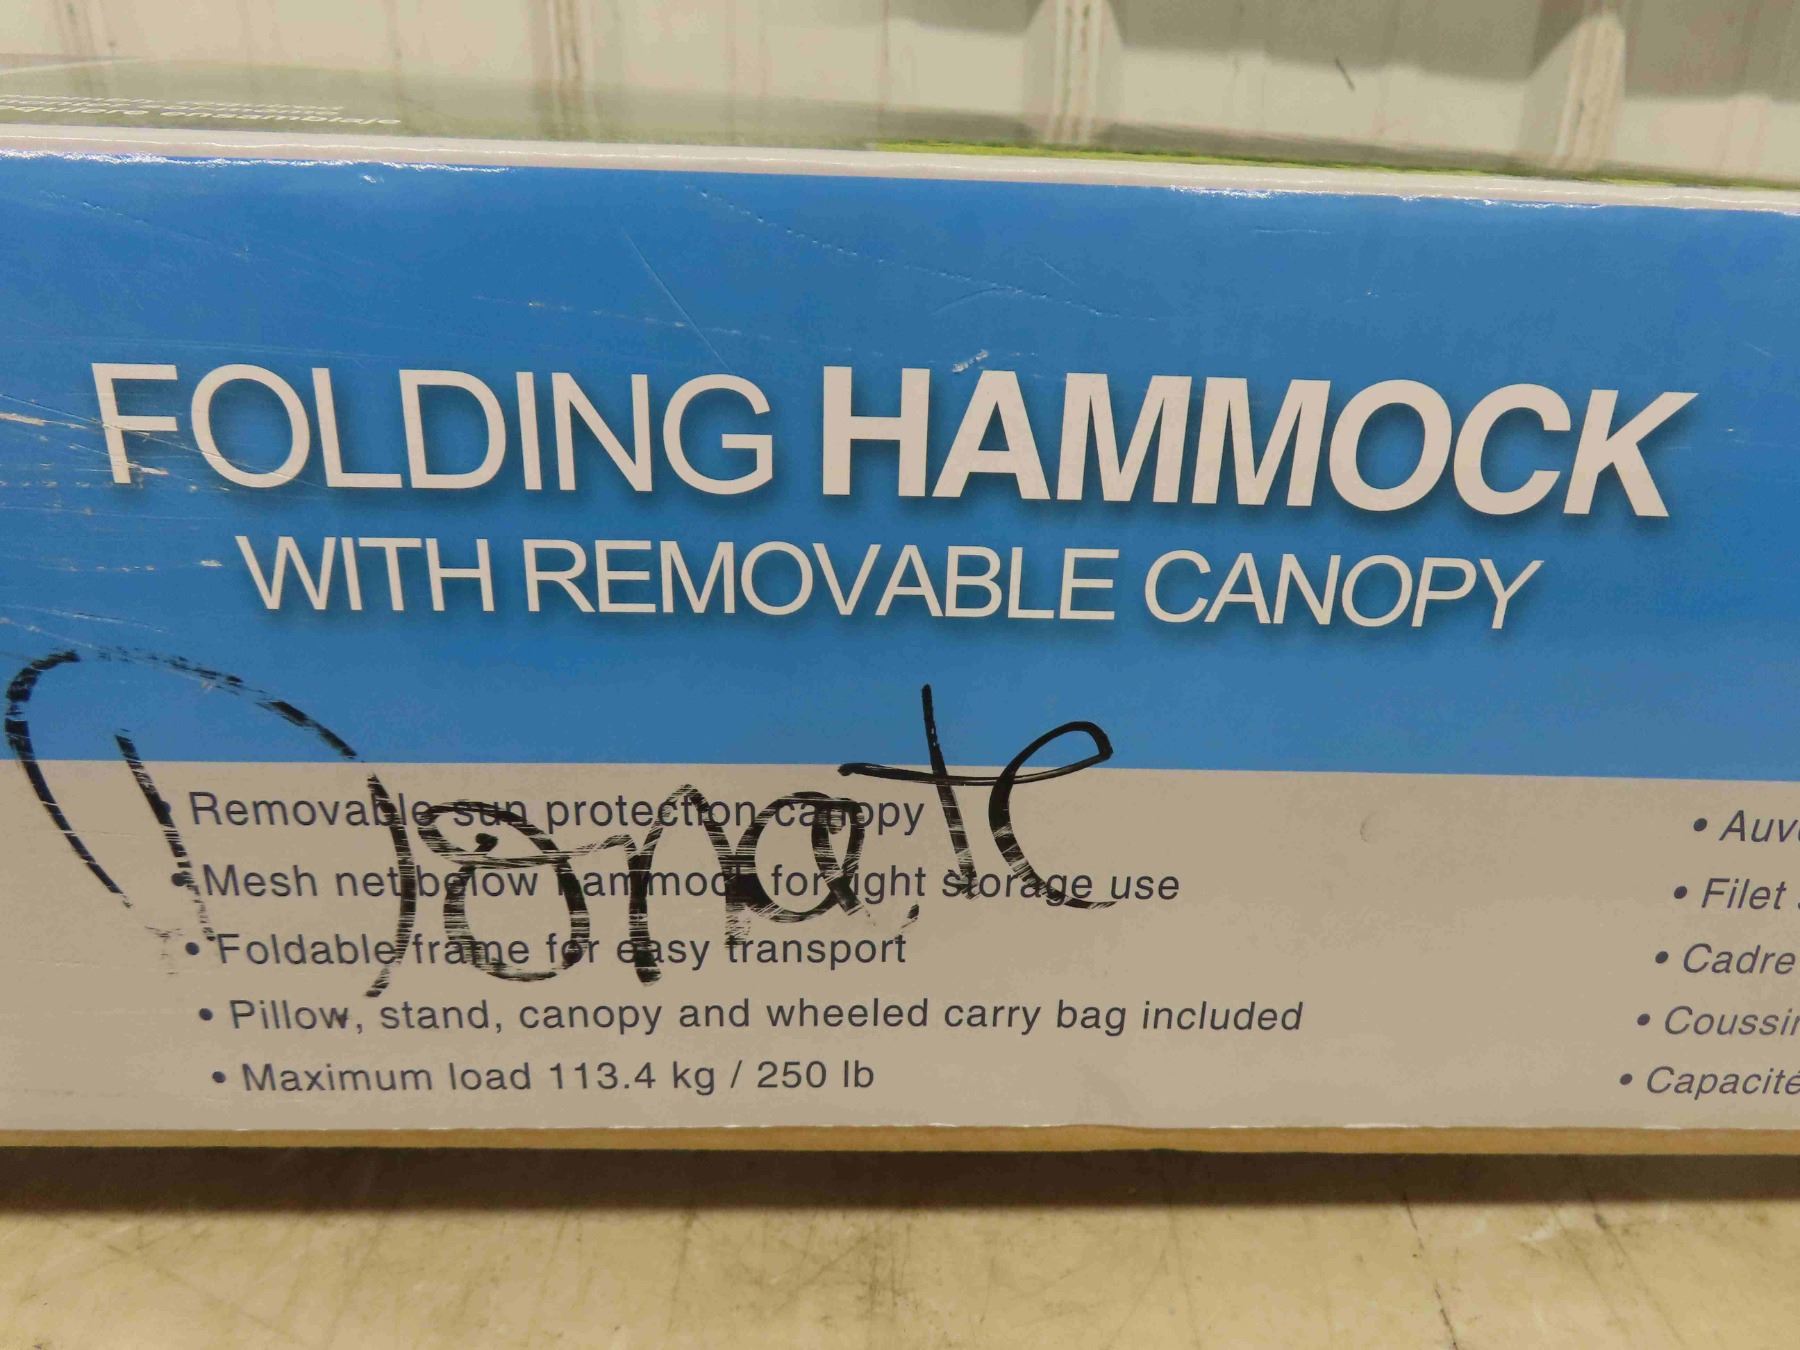 requiere ensamblaje
FOLDING HAMMOCK
WITH REMOVABLE CANOPY
Donate
• Removable sun protection canopy
• Mesh net below hammock for light storage use
• Foldable frame for easy transport
• Pillow, stand, canopy and wheeled carry bag included
• Maximum load 113.4 kg / 250 lb
• Filet
• Cadre
• Capacité